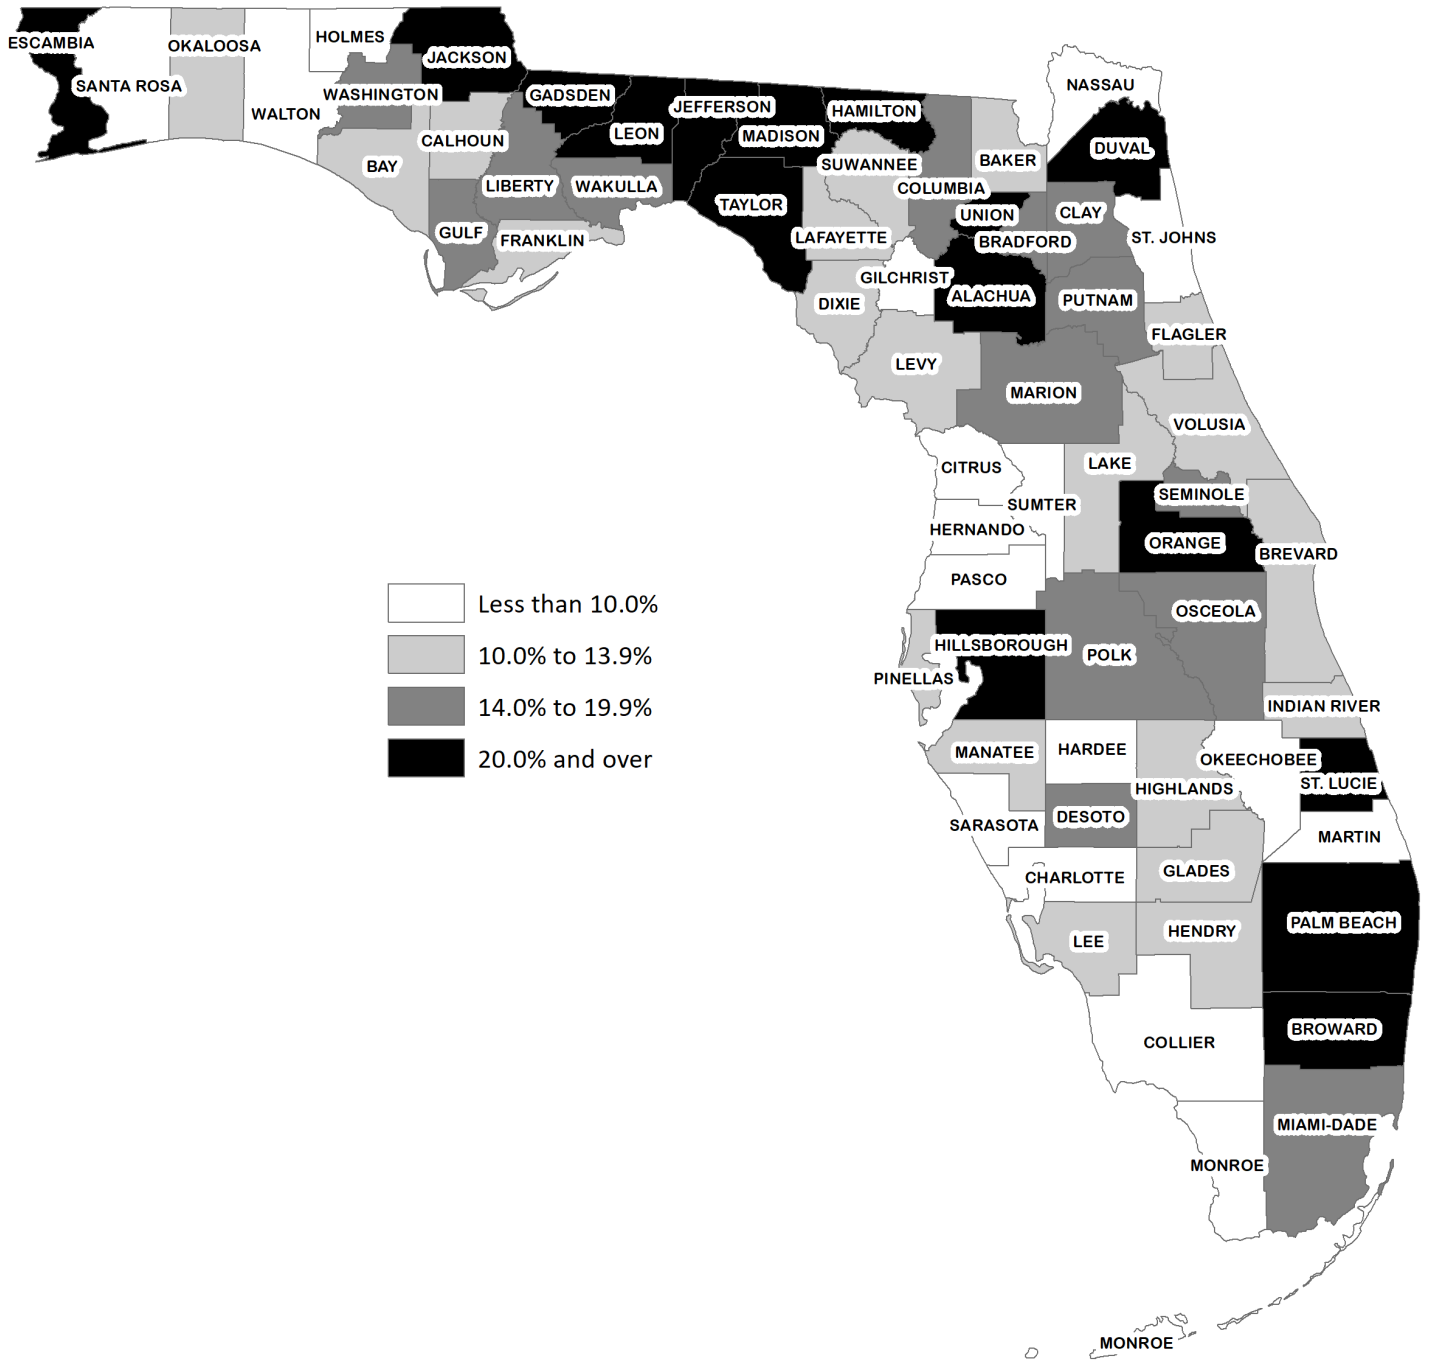 ESCAMBIA
SANTA ROSA
OKALOOSA
WALTON
HOLMES
WASHINGTON
JACKSON
BAY
CALHOUN
GULF
LIBERTY
GADSDEN
LEON
WAKULLA
FRANKLIN
JEFFERSON
MADISON
TAYLOR
HAMILTON
SUWANNEE
LAFAYETTE
DIXIE
COLUMBIA
BAKER
NASSAU
DUVAL
UNION
BRADFORD
CLAY
ST. JOHNS
GILCHRIST
ALACHUA
PUTNAM
FLAGLER
LEVY
MARION
VOLUSIA
CITRUS
LAKE
SUMTER
SEMINOLE
HERNANDO
ORANGE
BREVARD
PASCO
OSCEOLA
HILLSBOROUGH
POLK
PINELLAS
INDIAN RIVER
MANATEE
HARDEE
OKEECHOBEE
HIGHLANDS
ST. LUCIE
SARASOTA
DESOTO
MARTIN
CHARLOTTE
GLADES
LEE
HENDRY
PALM BEACH
COLLIER
BROWARD
MIAMI-DADE
MONROE
MONROE
Less than 10.0%
10.0% to 13.9%
14.0% to 19.9%
20.0% and over